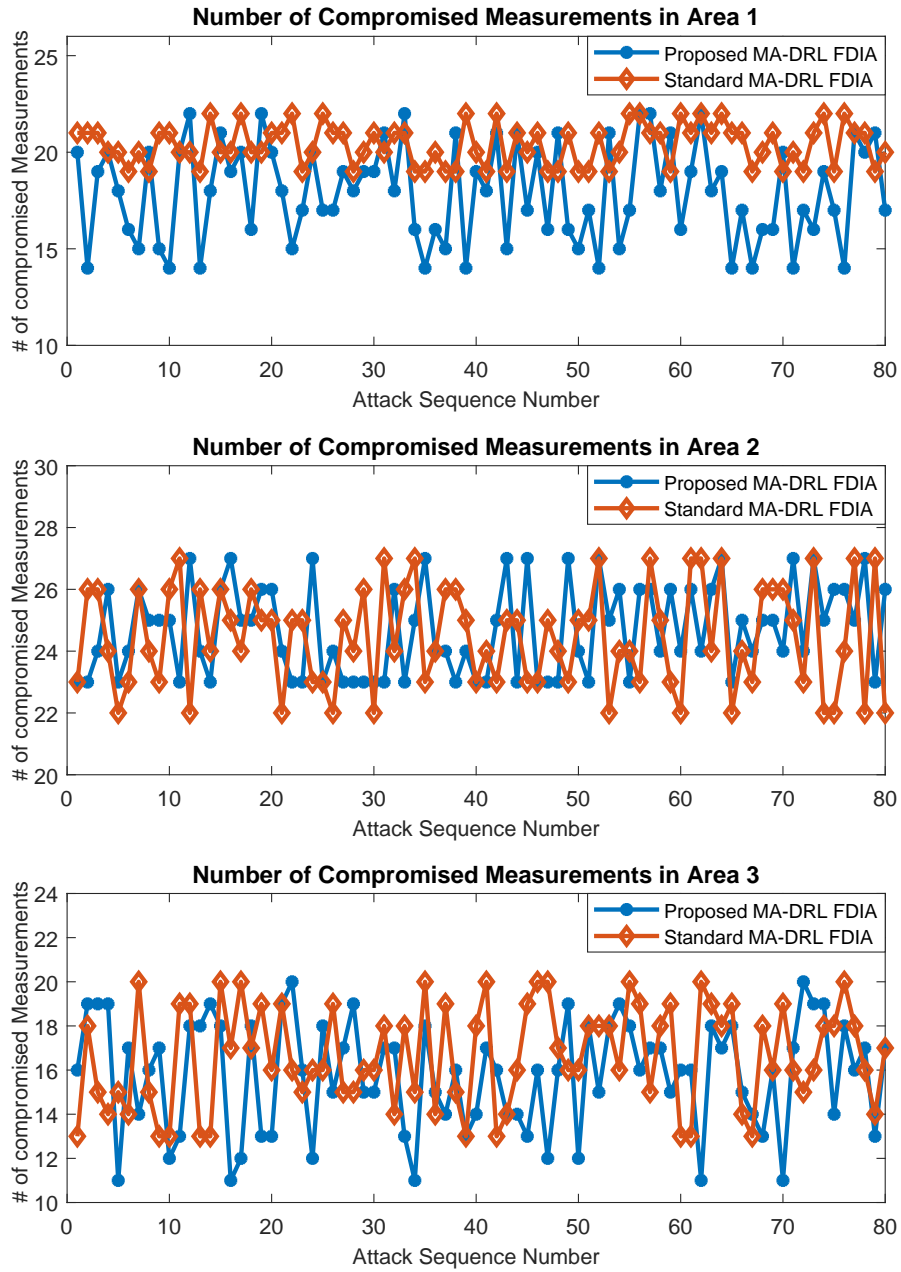 Number of Compromised Measurements in Area 1
Proposed MA-DRL FDIA
Standard MA-DRL FDIA
# of compromised Measurements
25
20
15
10
0 10 20 30 40 50 60 70 80
Attack Sequence Number
Number of Compromised Measurements in Area 2
Proposed MA-DRL FDIA
Standard MA-DRL FDIA
# of compromised Measurements
30
28
26
24
22
20
0 10 20 30 40 50 60 70 80
Attack Sequence Number
Number of Compromised Measurements in Area 3
Proposed MA-DRL FDIA
Standard MA-DRL FDIA
# of compromised Measurements
24
22
20
18
16
14
12
10
0 10 20 30 40 50 60 70 80
Attack Sequence Number